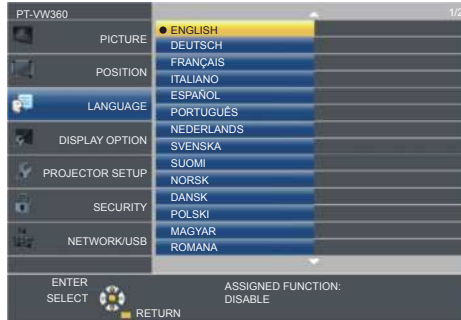 PT-VW360
1/2
PICTURE
POSITION
LANGUAGE
DISPLAY OPTION
PROJECTOR SETUP
SECURITY
NETWORK/USB
ENGLISH
DEUTSCH
FRANÇAIS
ITALIANO
ESPAÑOL
PORTUGUÊS
NEDERLANDS
SVENSKA
SUOMI
NORSK
DANSK
POLSKI
MAGYAR
ROMANA
ENTER
SELECT
RETURN
ASSIGNED FUNCTION:
DISABLE